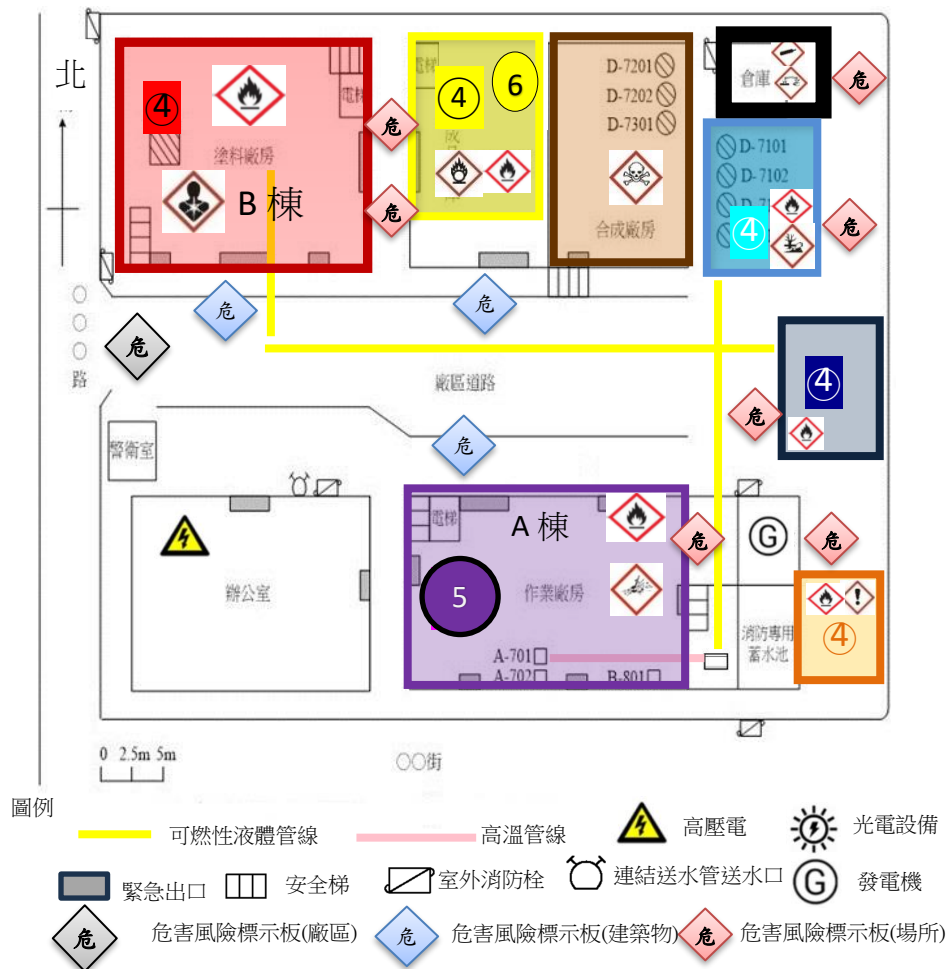 北
④
塗料廠房
B 棟
電梯
危
危
電梯
④
⑥
D-7201
D-7202
D-7301
合成廠房
倉庫
危
D-7101
D-7102
④
危
危
危
危
○
○
○
路
廠區道路
④
危
危
警衛室
辦公室
電梯
A 棟
5
作業廠房
A-701
A-702
B-801
危
G
危
消防專用
蓄水池
④
0 2.5m 5m
○○街
圖例
可燃性液體管線
高溫管線
高壓電
光電設備
緊急出口
安全梯
室外消防栓
連結送水管送水口
G
發電機
危
危害風險標示板(廠區)
危
危害風險標示板(建築物)
危
危害風險標示板(場所)